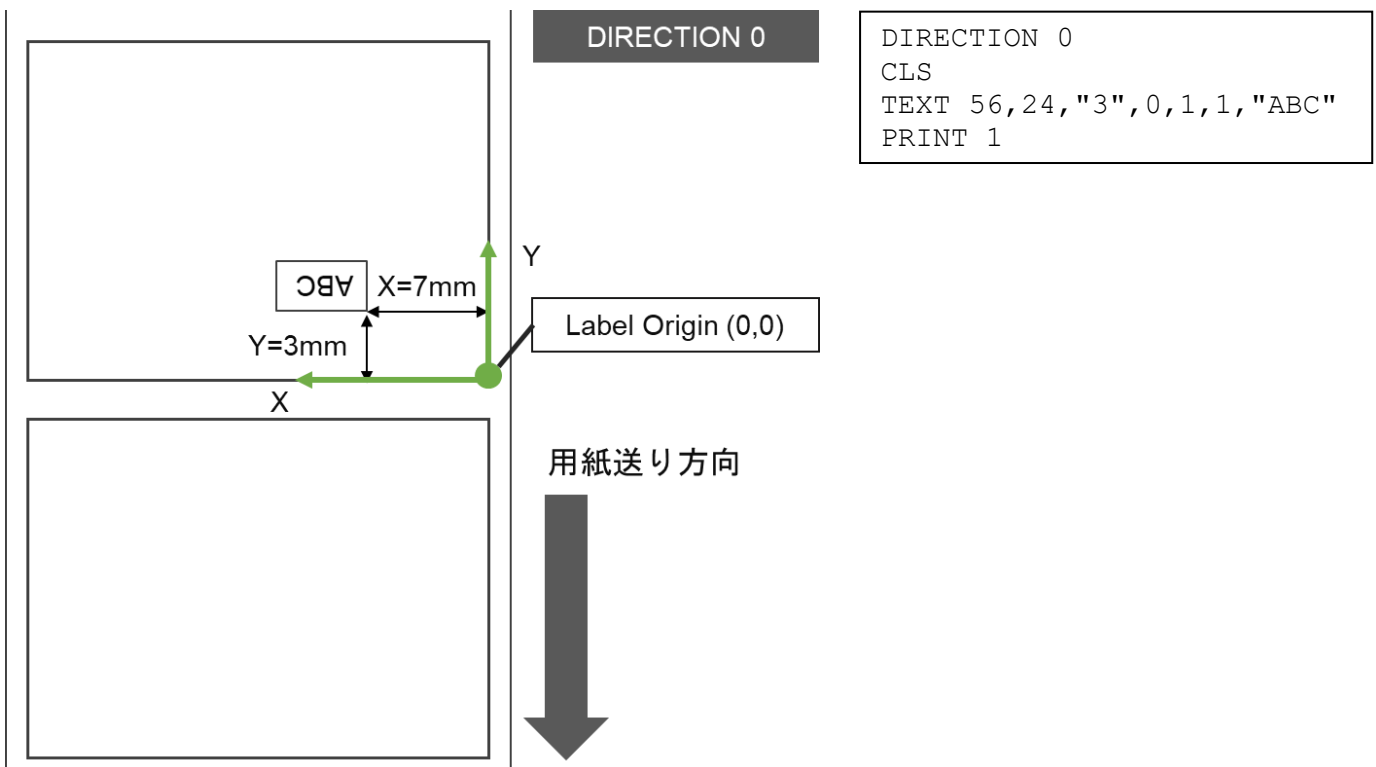 DIRECTION 0
DIRECTION 0
CLS
TEXT 56,24,"3",0,1,1,"ABC"
PRINT 1
Y
ABC
X=7mm
Label Origin (0,0)
Y=3mm
X
用紙送り方向